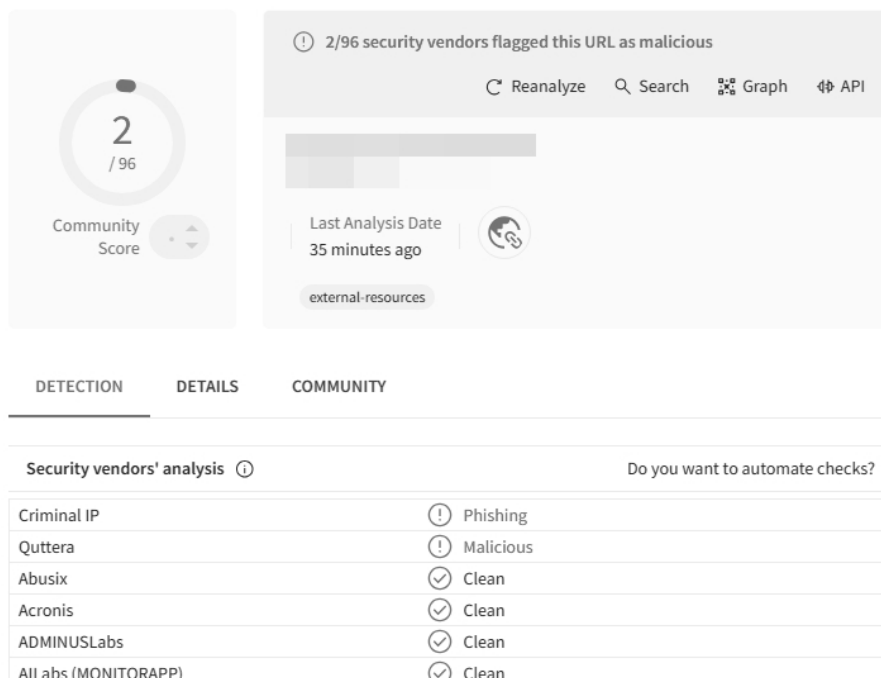 2/96 security vendors flagged this URL as malicious
Reanalyze Search Graph API
2
/ 96
Community
Score
Last Analysis Date
35 minutes ago
external-resources
DETECTION DETAILS COMMUNITY
Security vendors' analysis Do you want to automate checks?
Criminal IP Phishing
Quttera Malicious
Abusix Clean
Acronis Clean
ADMINUSLabs Clean
AILabs (MONITORAPP) Clean